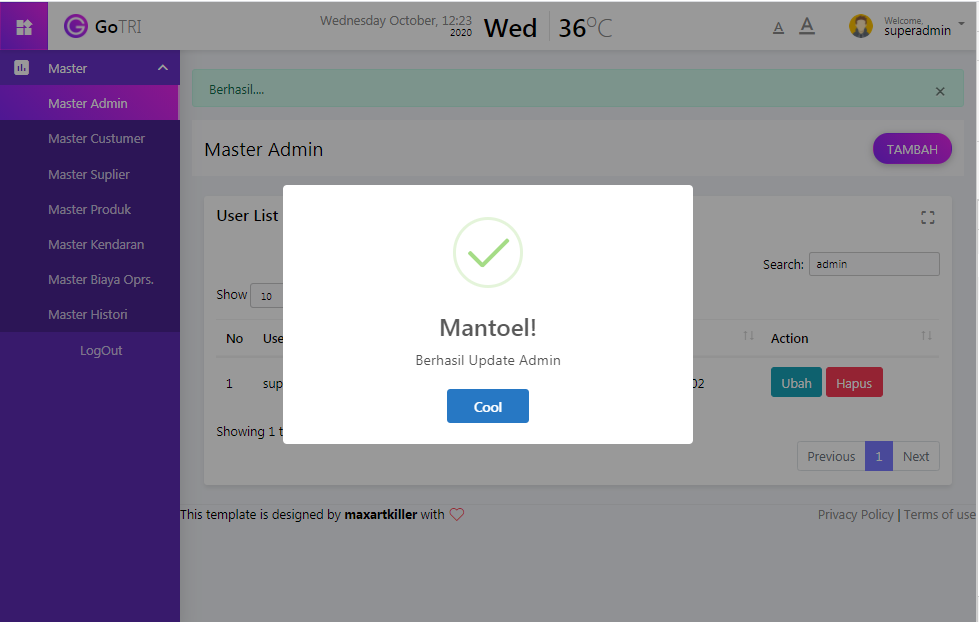 GoTRI
Wednesday October, 12:23
2020
Wed
36°C
A
A
Welcome,
superadmin
Master
Master Admin
Master Custumer
Master Suplier
Master Produk
Master Kendaran
Master Biaya Oprs.
Master Histori
LogOut
Berhasil....
×
Master Admin
TAMBAH
User List
Search: admin
Show 10
No Use Action
1 sup 02 Ubah Hapus
Showing 1 t
Previous 1 Next
Mantoel!
Berhasil Update Admin
Cool
This template is designed by maxartkiller with
Privacy Policy | Terms of use